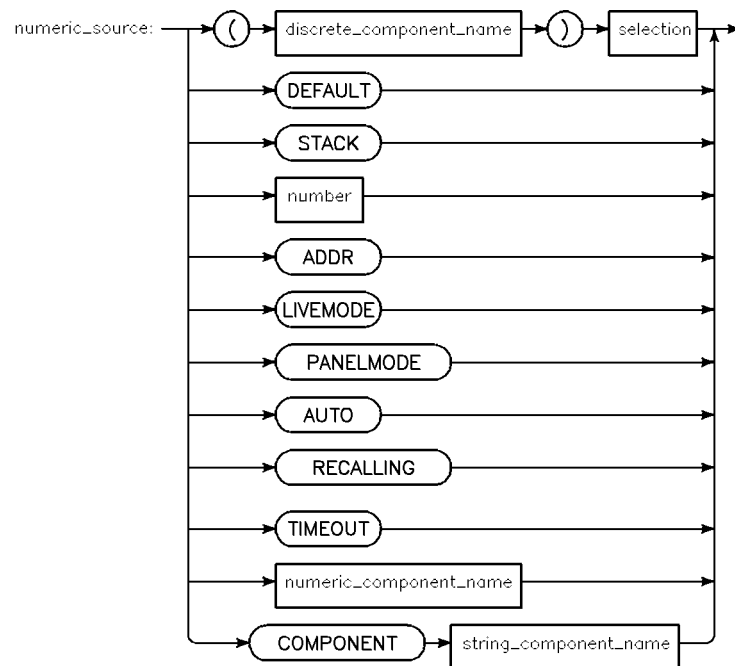 numeric_source: ( discrete_component_name ) selection
DEFAULT
STACK
number
ADDR
LIVEMODE
PANELMODE
AUTO
RECALLING
TIMEOUT
numeric_component_name
COMPONENT string_component_name